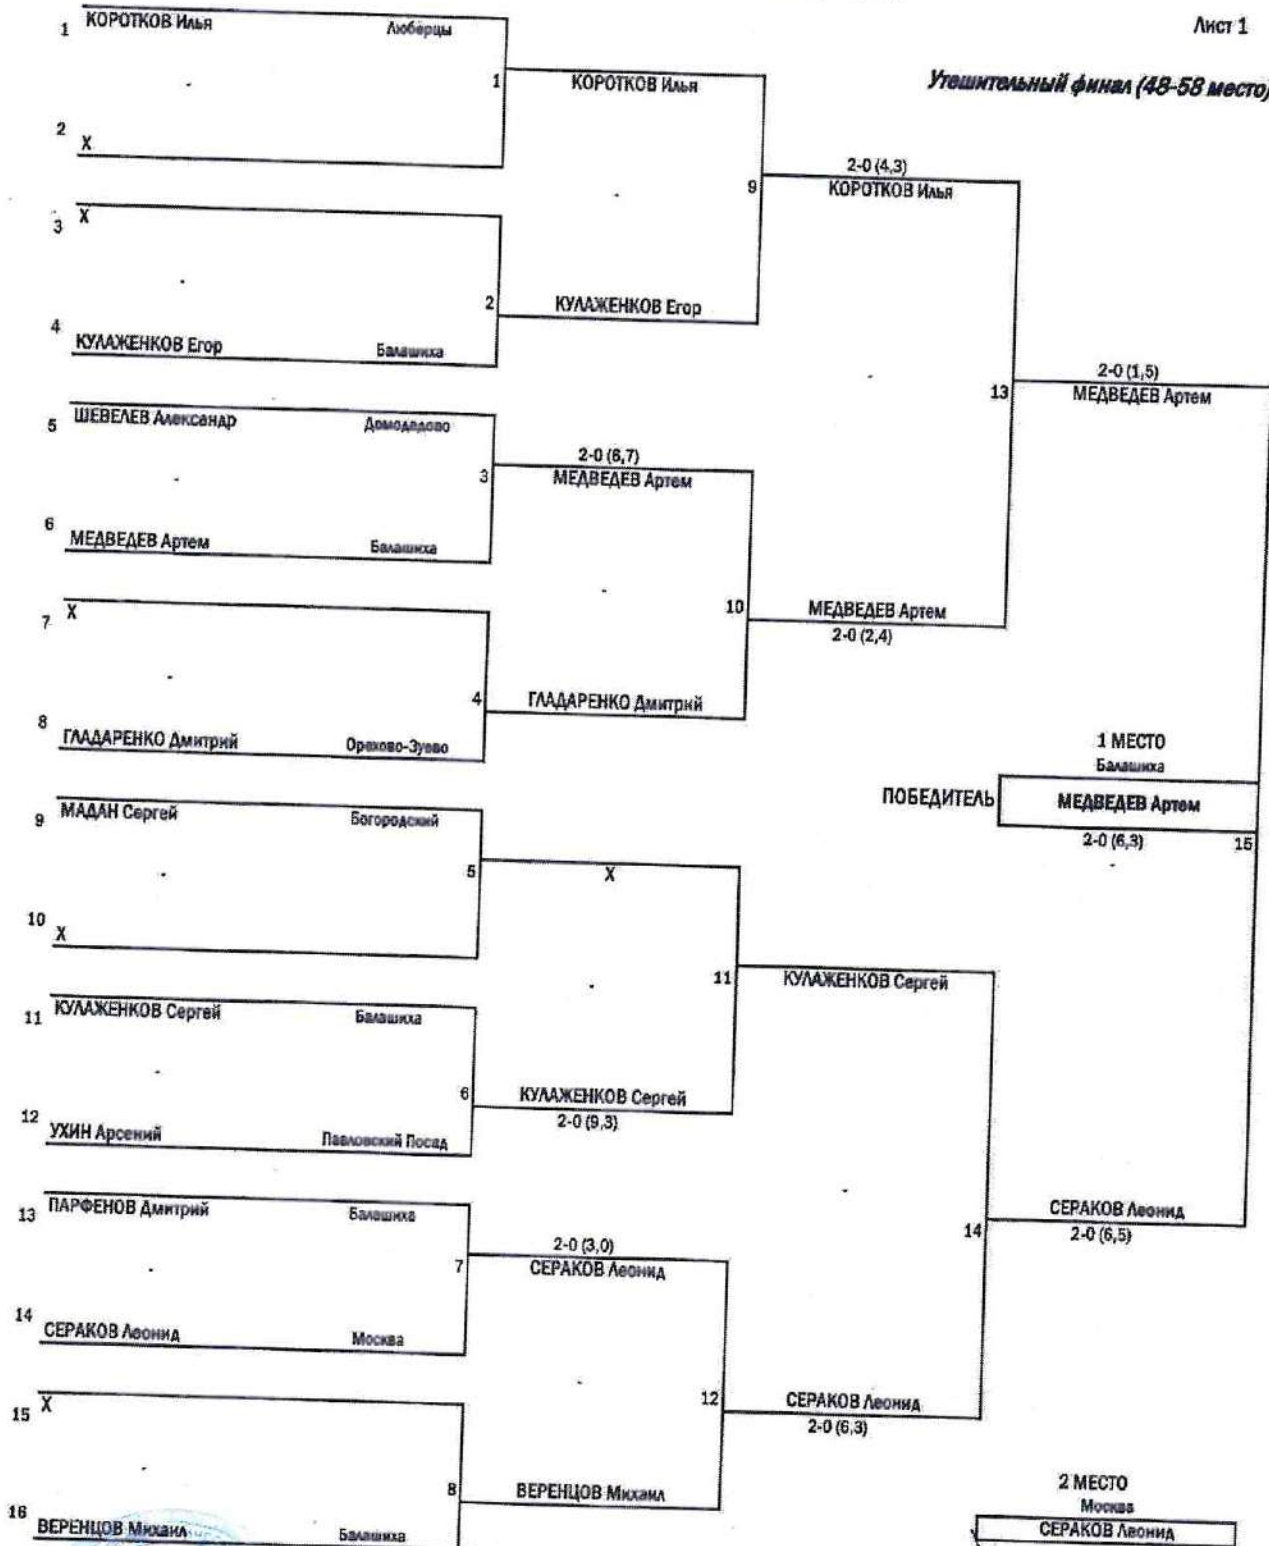 Лист 1
Утешительный финал (48-58 место)
1 КОРОТКОВ Илья Люберцы
1 КОРОТКОВ Илья
2 X
2-0 (4,3)
9 КОРОТКОВ Илья
3 X
2 КУЛАЖЕНКОВ Егор
4 КУЛАЖЕНКОВ Егор Балашиха
2-0 (1,5)
13 МЕДВЕДЕВ Артем
5 ШЕВЕЛЕВ Александр Домодедово
2-0 (6,7)
3 МЕДВЕДЕВ Артем
6 МЕДВЕДЕВ Артем Балашиха
10 МЕДВЕДЕВ Артем
2-0 (2,4)
7 X
4 ГЛАДАРЕНКО Дмитрий
8 ГЛАДАРЕНКО Дмитрий Орехово-Зуево
1 МЕСТО
Балашиха
ПОБЕДИТЕЛЬ МЕДВЕДЕВ Артем
2-0 (6,3) 15
9 МАДАН Сергей Богородский
5 X
10 X
11 КУЛАЖЕНКОВ Сергей
11 КУЛАЖЕНКОВ Сергей Балашиха
6 КУЛАЖЕНКОВ Сергей
2-0 (9,3)
12 УХИН Арсений Павловский Посад
13 ПАРФЕНОВ Дмитрий Балашиха
14 СЕРАКОВ Леонид
2-0 (6,5)
2-0 (3,0)
7 СЕРАКОВ Леонид
14 СЕРАКОВ Леонид Москва
12 СЕРАКОВ Леонид
2-0 (6,3)
15 X
8 ВЕРЕНЦОВ Михаил
16 ВЕРЕНЦОВ Михаил Балашиха
2 МЕСТО
Москва
СЕРАКОВ Леонид